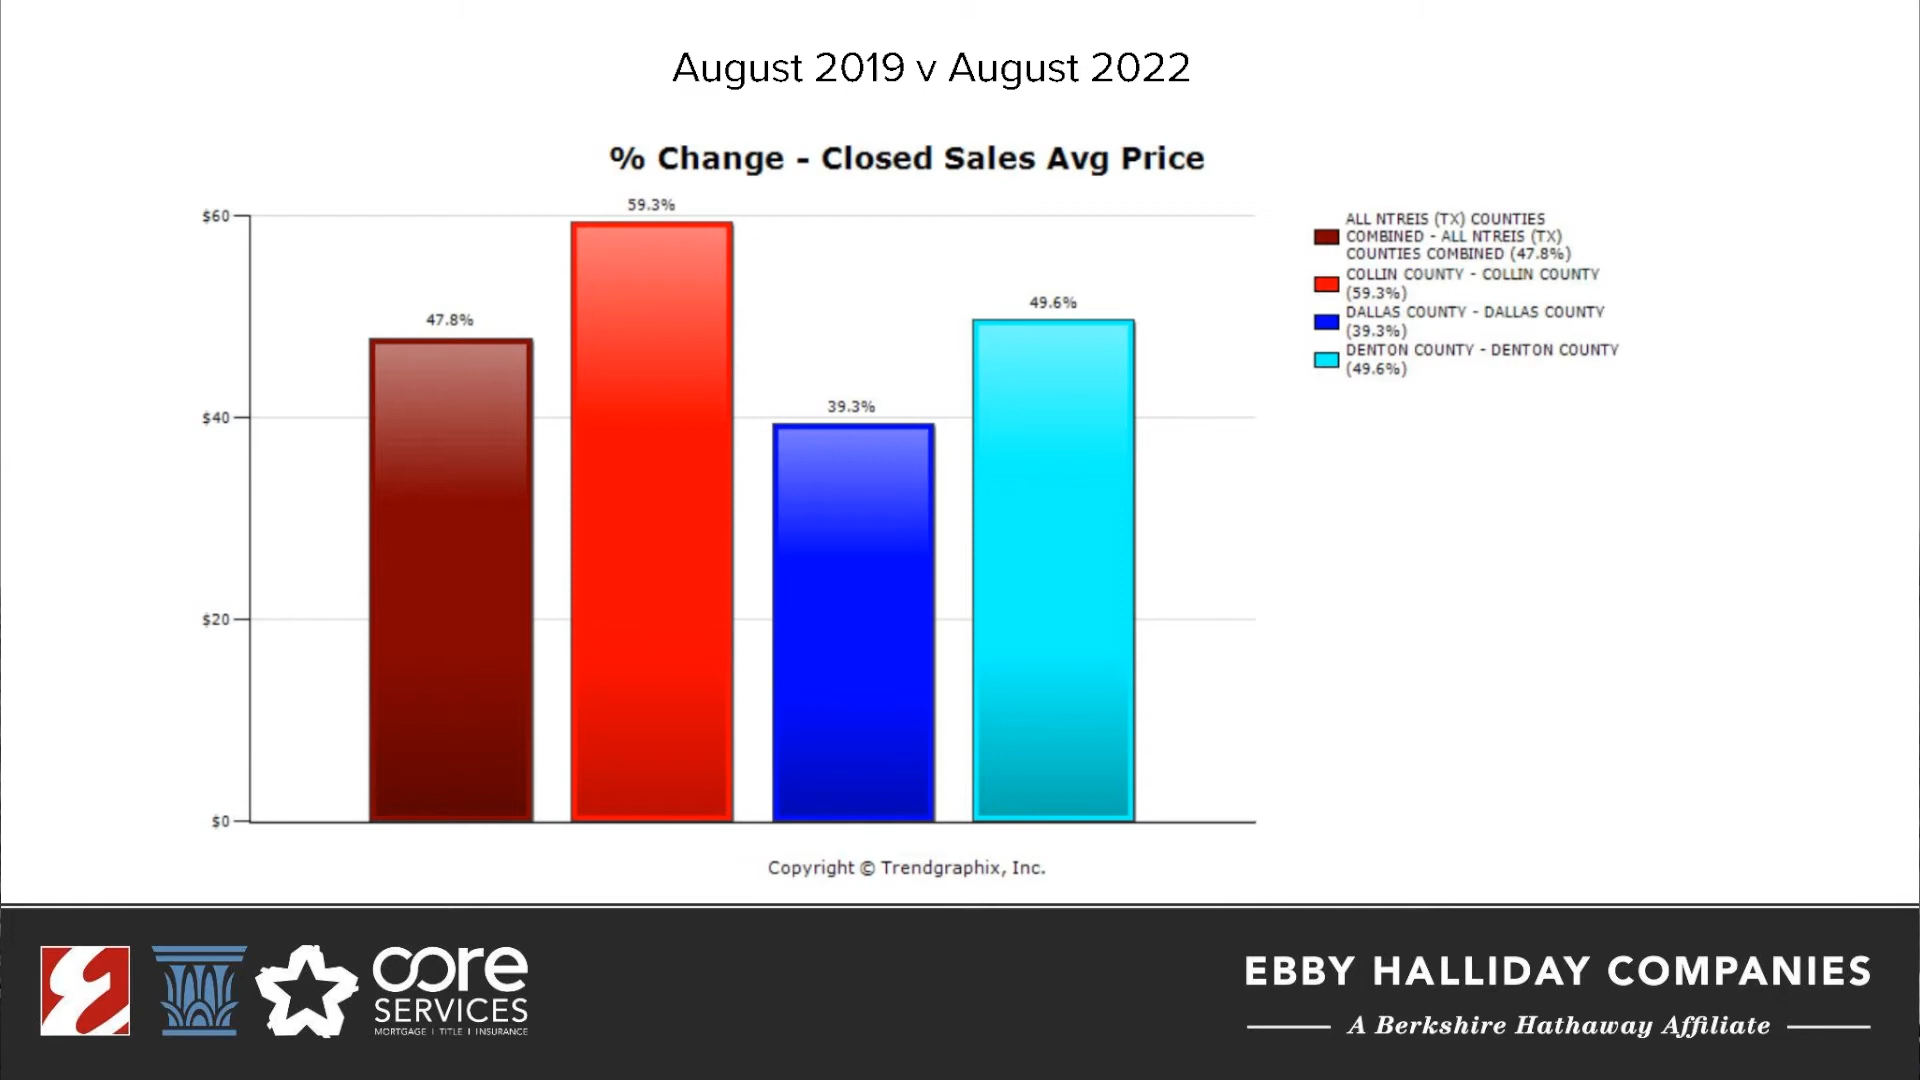 August 2019 v August 2022
% Change - Closed Sales Avg Price
$60
$40
$20
$0
47.8%
59.3%
39.3%
49.6%
ALL NTREIS (TX) COUNTIES
COMBINED - ALL NTREIS (TX)
COUNTIES COMBINED (47.8%)
COLLIN COUNTY - COLLIN COUNTY
(59.3%)
DALLAS COUNTY - DALLAS COUNTY
(39.3%)
DENTON COUNTY - DENTON COUNTY
(49.6%)
Copyright © Trendgraphix, Inc.
core
SERVICES
MORTGAGE | TITLE | INSURANCE
EBBY HALLIDAY COMPANIES
A Berkshire Hathaway Affiliate